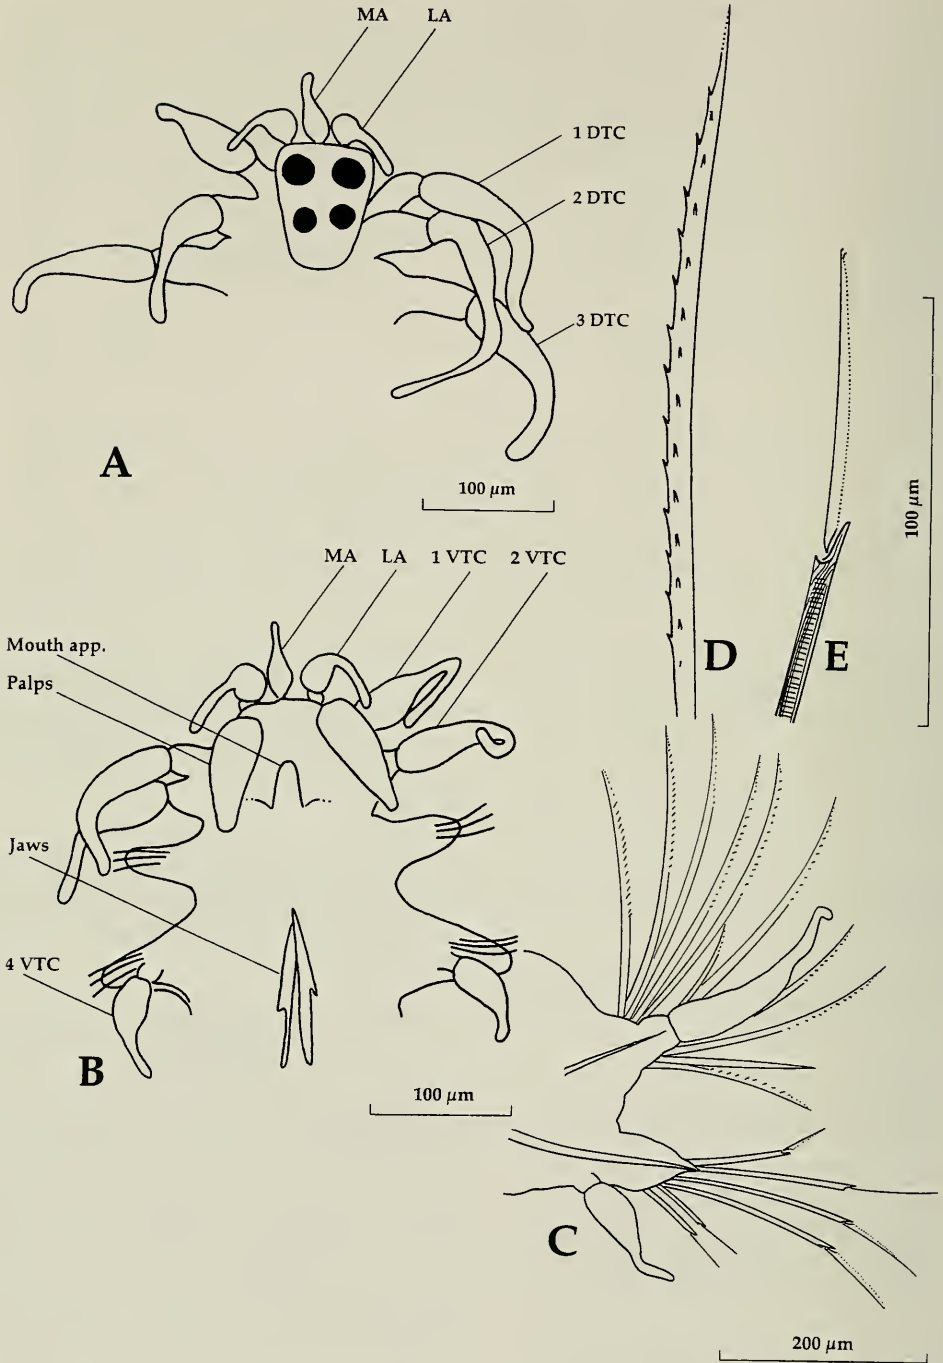 MA LA
1 DTC
2 DTC
3 DTC
A
100 μm
MA LA 1 VTC 2 VTC
Mouth app.
Palps
Jaws
4 VTC
B
100 μm
D
E
100 μm
C
200 μm